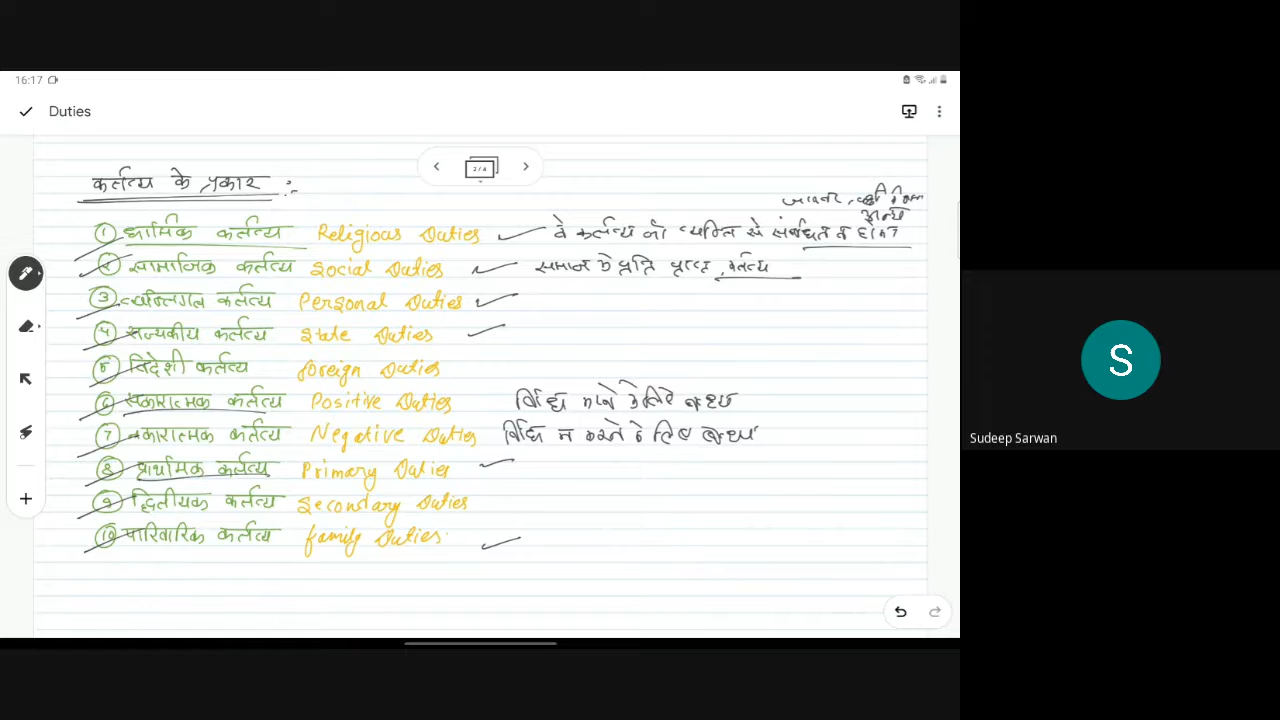 16:17
Duties
2/4
कर्तव्य के प्रकार :-
① धार्मिक कर्तव्य Religious Duties वे कर्तव्य जो व्यक्ति से संबंधित न होकर
② सामाजिक कर्तव्य Social Duties समाज के प्रति कर्तव्य
③ व्यक्तिगत कर्तव्य Personal Duties
④ राज्यकीय कर्तव्य State Duties
⑤ विदेशी कर्तव्य foreign Duties
⑥ सकारात्मक कर्तव्य Positive Duties विधि मानने के लिये बाध्य
⑦ नकारात्मक कर्तव्य Negative Duties विधि न करने के लिए बाध्य
⑧ प्राथमिक कर्तव्य Primary Duties
⑨ द्वितीयक कर्तव्य Secondary Duties
⑩ पारिवारिक कर्तव्य family Duties
S
Sudeep Sarwan